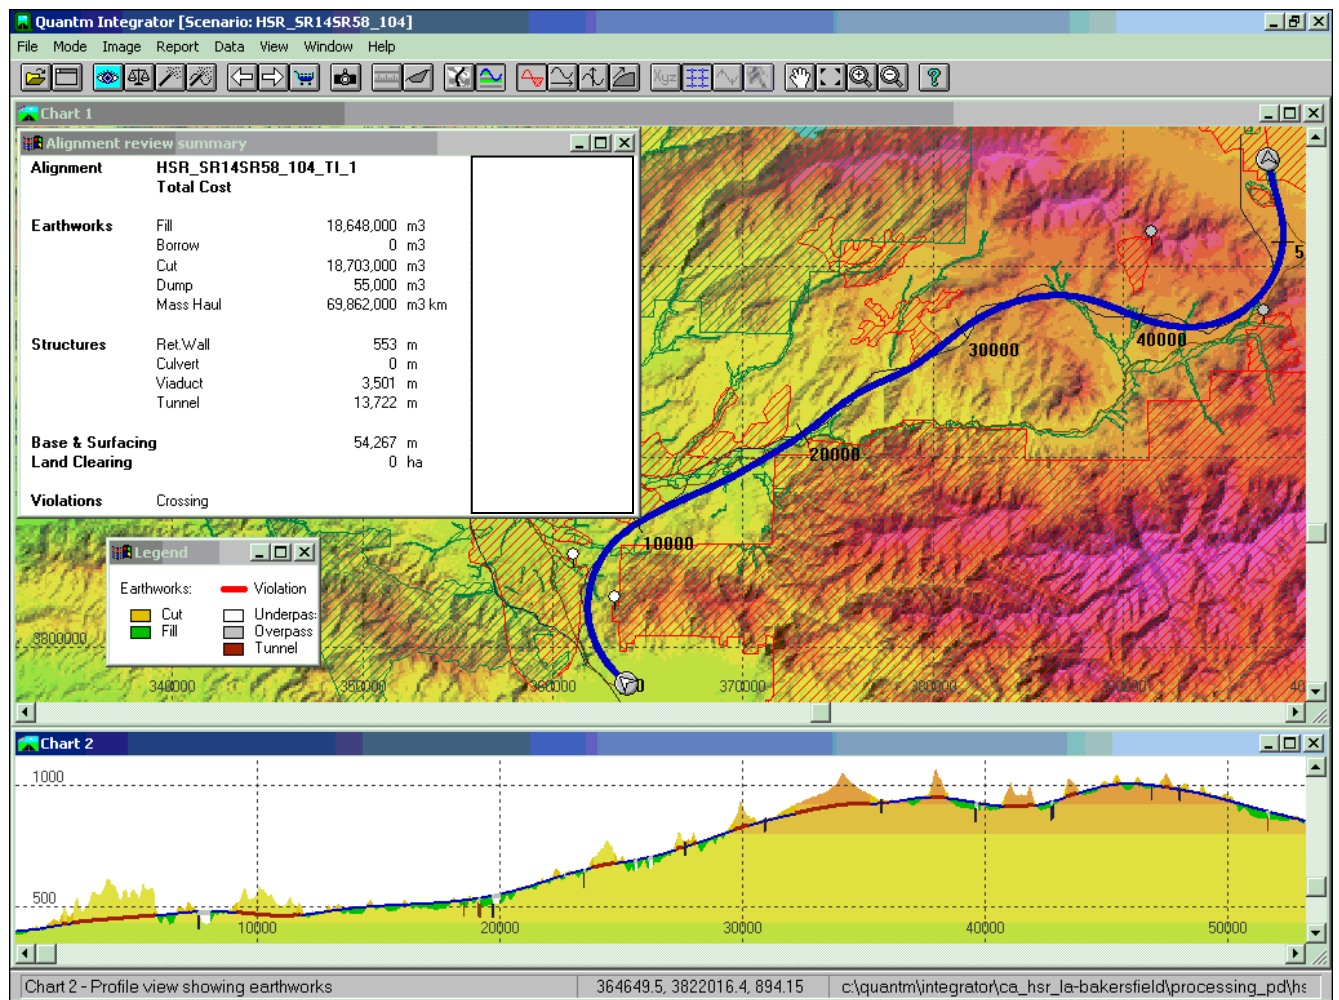 Quantm Integrator [Scenario: HSR_SR14SR58_104]
File Mode Image Report Data View Window Help
Xyz
Chart 1
Alignment review summary
Alignment HSR_SR14SR58_104_TI_1
Total Cost
Earthworks Fill 18,648,000 m3
Borrow 0 m3
Cut 18,703,000 m3
Dump 55,000 m3
Mass Haul 69,862,000 m3 km
Structures Ret.Wall 553 m
Culvert 0 m
Viaduct 3,501 m
Tunnel 13,722 m
Base & Surfacing 54,267 m
Land Clearing 0 ha
Violations Crossing
5
30000
40000
20000
10000
Legend
Earthworks: Violation
Cut Underpas
Fill Overpass
Tunnel
3800000
340000 350000 360000 0 370000 380000 390000 40
Chart 2
1000
500
10000 20000 30000 40000 50000
Chart 2 - Profile view showing earthworks 364649.5, 3822016.4, 894.15 c:\quantm\integrator\ca_hsr_la-bakersfield\processing_pd\hs